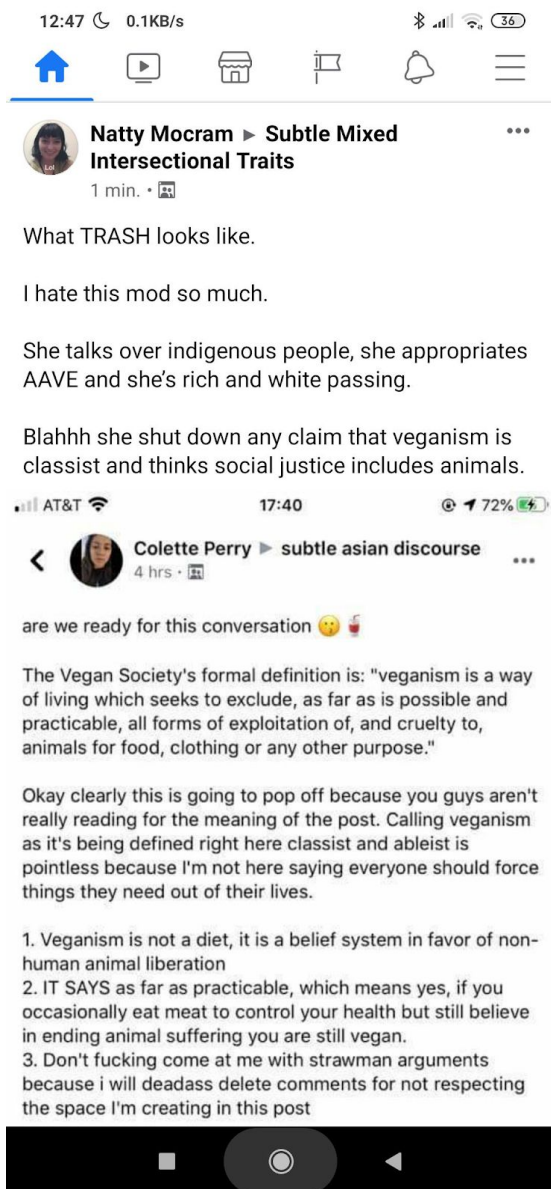 12:47 0.1KB/s 36
Natty Mocram ▸ Subtle Mixed
Intersectional Traits
1 min. •
What TRASH looks like.
I hate this mod so much.
She talks over indigenous people, she appropriates
AAVE and she's rich and white passing.
Blahhh she shut down any claim that veganism is
classist and thinks social justice includes animals.
AT&T 17:40 72%
Colette Perry ▸ subtle asian discourse
4 hrs •
are we ready for this conversation 😗 🥤
The Vegan Society's formal definition is: "veganism is a way
of living which seeks to exclude, as far as is possible and
practicable, all forms of exploitation of, and cruelty to,
animals for food, clothing or any other purpose."
Okay clearly this is going to pop off because you guys aren't
really reading for the meaning of the post. Calling veganism
as it's being defined right here classist and ableist is
pointless because I'm not here saying everyone should force
things they need out of their lives.
1. Veganism is not a diet, it is a belief system in favor of non-
human animal liberation
2. IT SAYS as far as practicable, which means yes, if you
occasionally eat meat to control your health but still believe
in ending animal suffering you are still vegan.
3. Don't fucking come at me with strawman arguments
because i will deadass delete comments for not respecting
the space I'm creating in this post